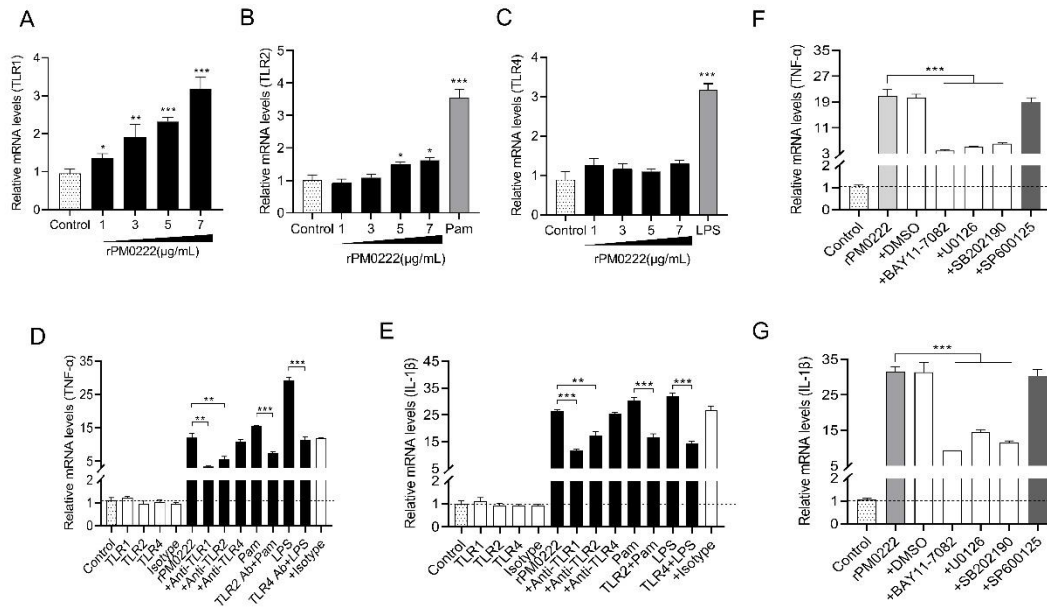 A
Relative mRNA levels (TLR1)
4
3
2
1
0
*
**
***
***
Control 1 3 5 7
rPM0222(μg/mL)
B
Relative mRNA levels (TLR2)
5
4
3
2
1
0
*
*
***
Control 1 3 5 7 Pam
rPM0222(μg/mL)
C
Relative mRNA levels (TLR4)
4
3
2
1
0
***
Control 1 3 5 7 LPS
rPM0222(μg/mL)
F
Relative mRNA levels (TNF-α)
27
19
11
3
2
1
0
***
Control
rPM0222
+DMSO
+BAY11-7082
+U0126
+SB202190
+SP600125
D
Relative mRNA levels (TNF-α)
35
25
15
5
2
1
0
**
**
***
***
Control
TLR1
TLR2
TLR4
Isotype
rPM0222
+Anti-TLR1
+Anti-TLR2
+Anti-TLR4
Pam
TLR2 Ab+Pam
LPS
TLR4 Ab+LPS
+Isotype
E
Relative mRNA levels (IL-1β)
45
35
25
15
5
2
1
0
**
***
***
***
Control
TLR1
TLR2
TLR4
Isotype
rPM0222
+Anti-TLR1
+Anti-TLR2
+Anti-TLR4
Pam
TLR2+Pam
LPS
TLR4+LPS
+Isotype
G
Relative mRNA levels (IL-1β)
35
25
15
5
2
1
0
***
Control
rPM0222
+DMSO
+BAY11-7082
+U0126
+SB202190
+SP600125